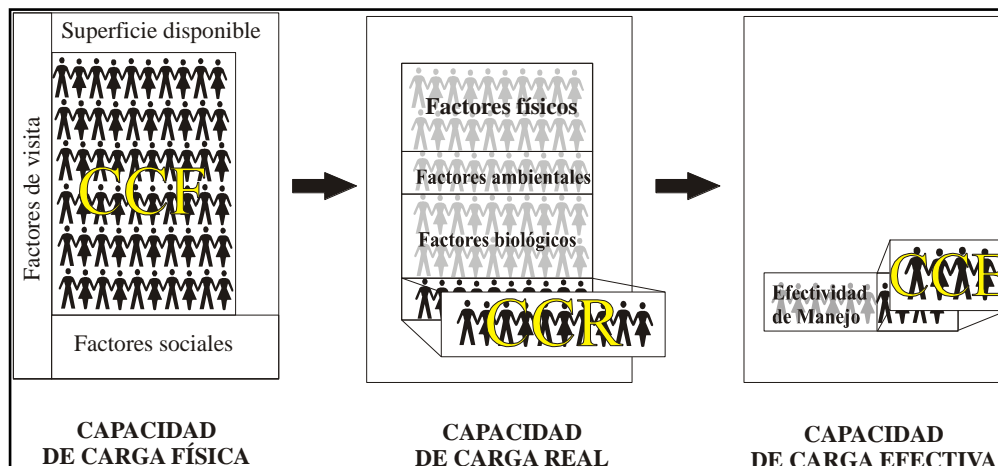 Superficie disponible
Factores de visita
CCF
Factores sociales
CAPACIDAD
DE CARGA FÍSICA
Factores físicos
Factores ambientales
Factores biológicos
CCR
CAPACIDAD
DE CARGA REAL
CCE
Efectividad
de Manejo
CAPACIDAD
DE CARGA EFECTIVA